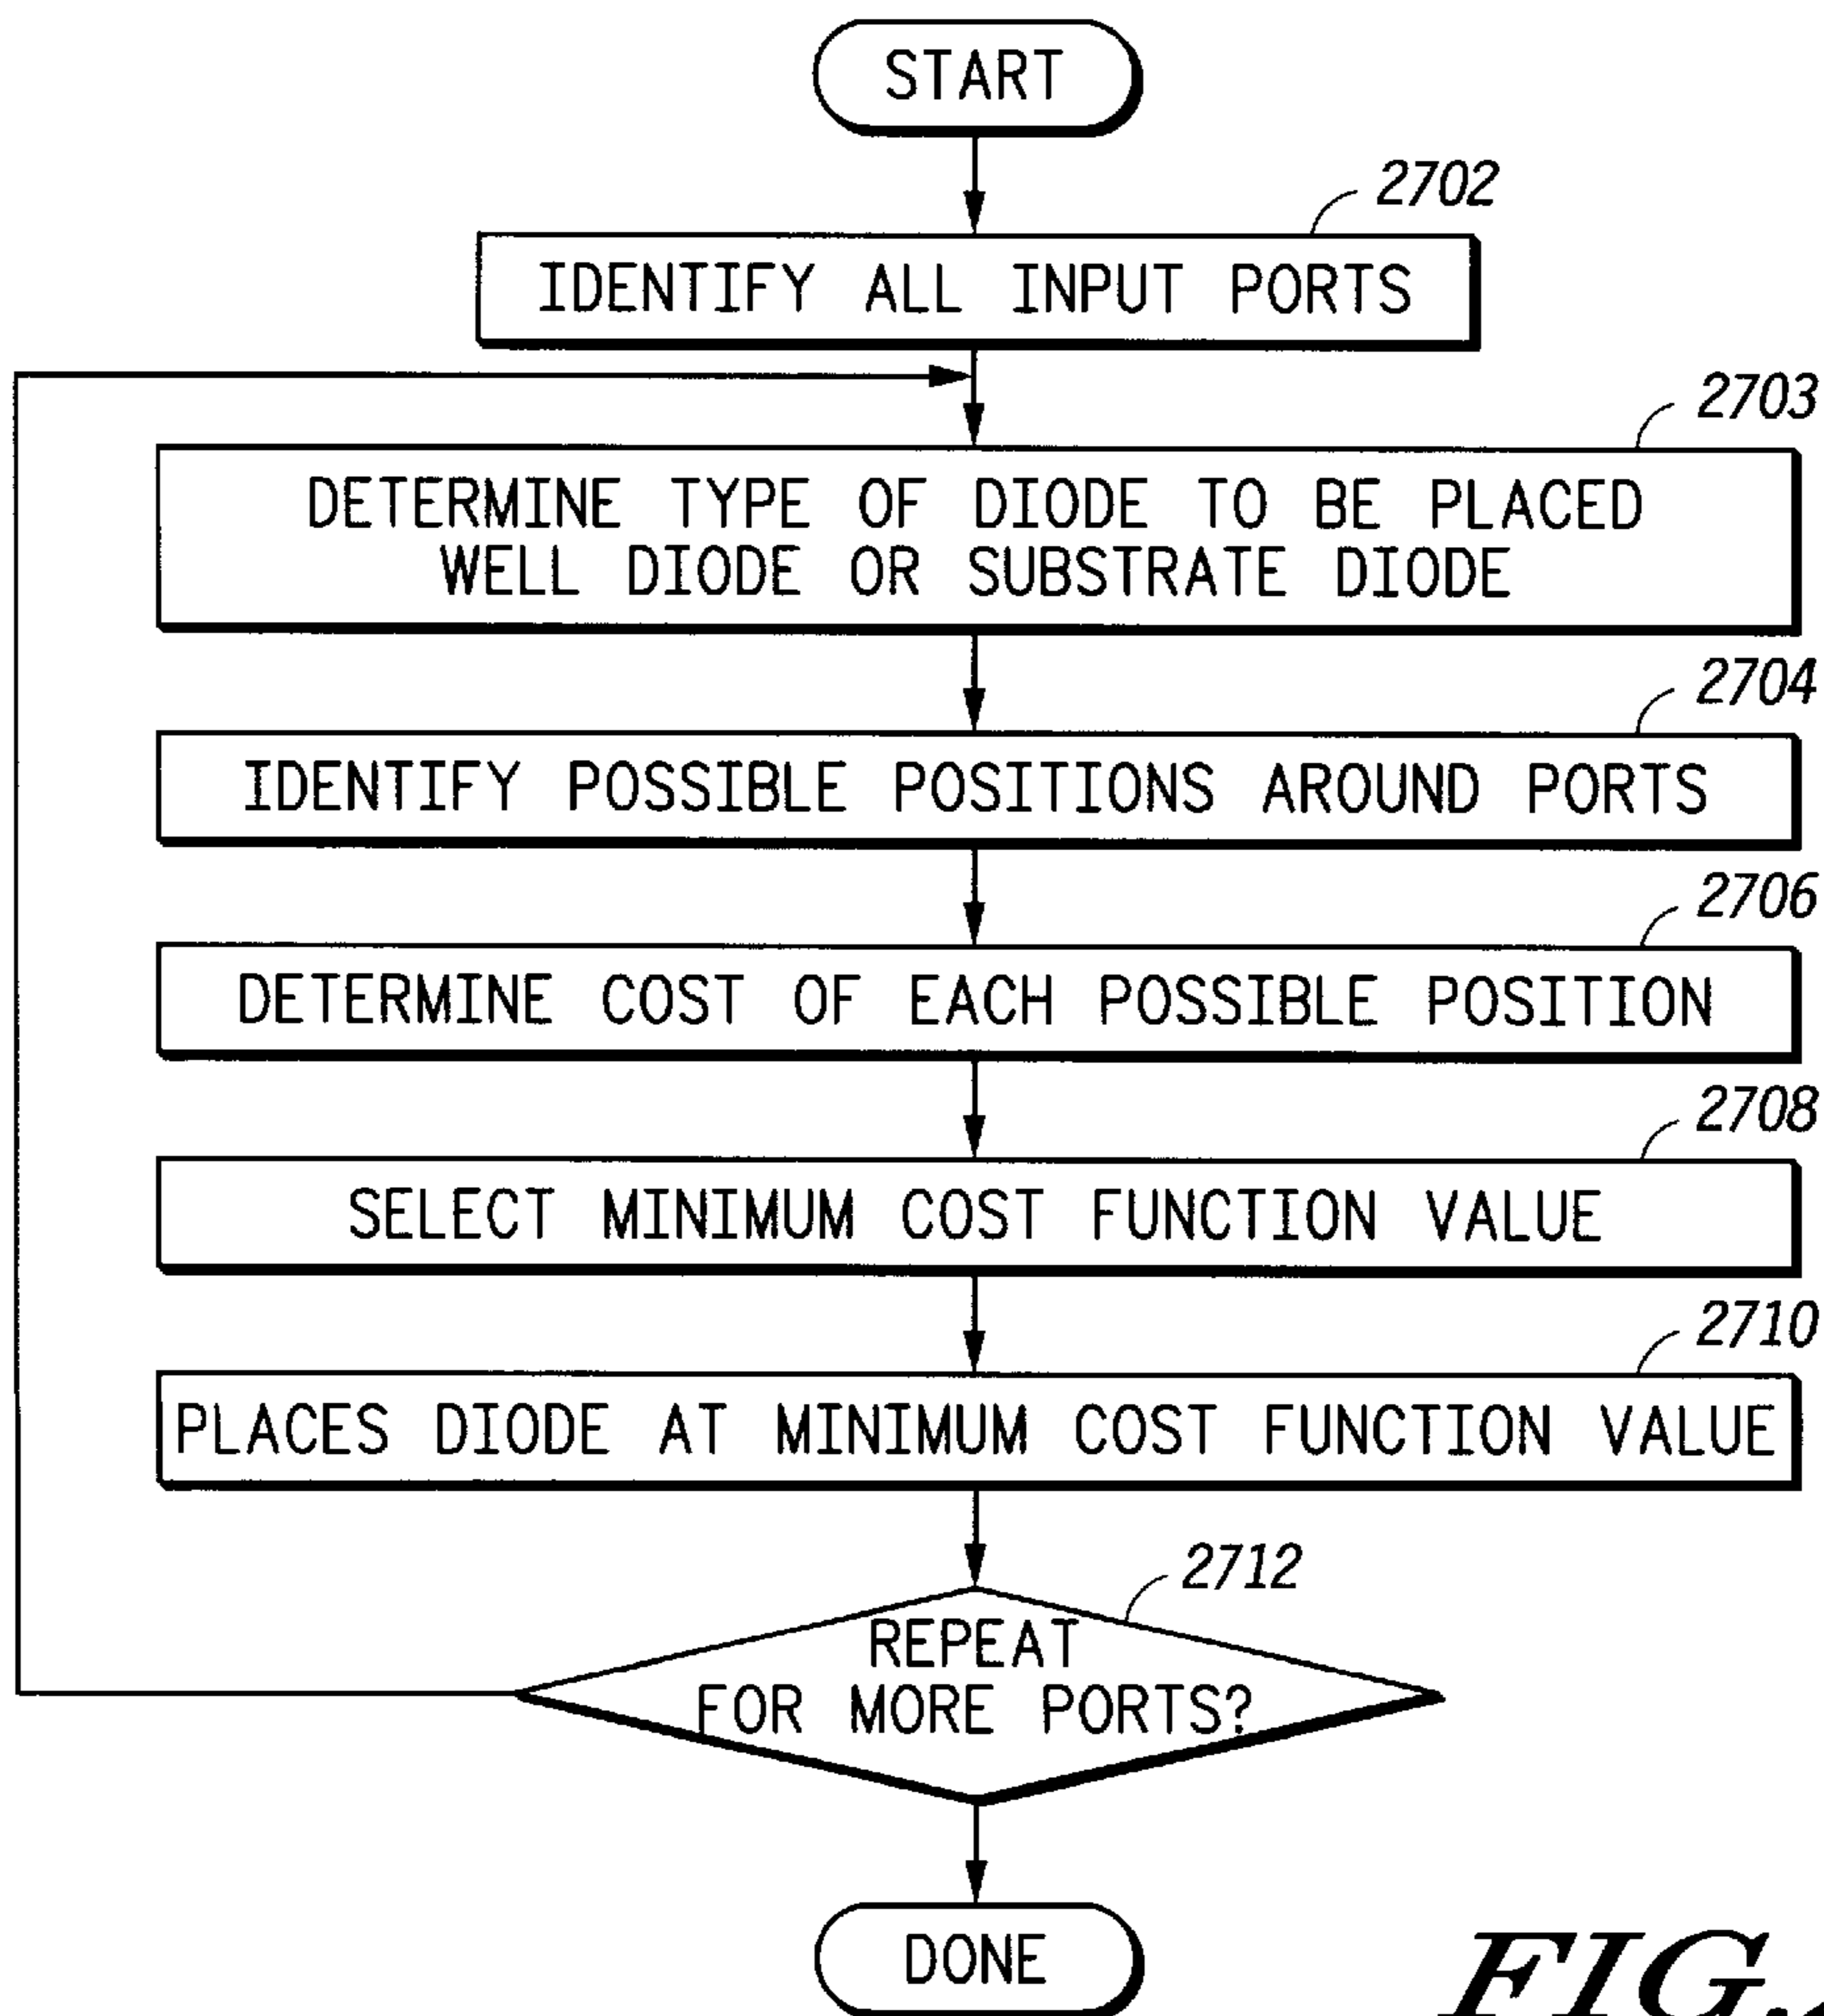 START
2702
IDENTIFY ALL INPUT PORTS
2703
DETERMINE TYPE OF DIODE TO BE PLACED
WELL DIODE OR SUBSTRATE DIODE
2704
IDENTIFY POSSIBLE POSITIONS AROUND PORTS
2706
DETERMINE COST OF EACH POSSIBLE POSITION
2708
SELECT MINIMUM COST FUNCTION VALUE
2710
PLACES DIODE AT MINIMUM COST FUNCTION VALUE
2712
REPEAT
FOR MORE PORTS?
DONE
FIG.